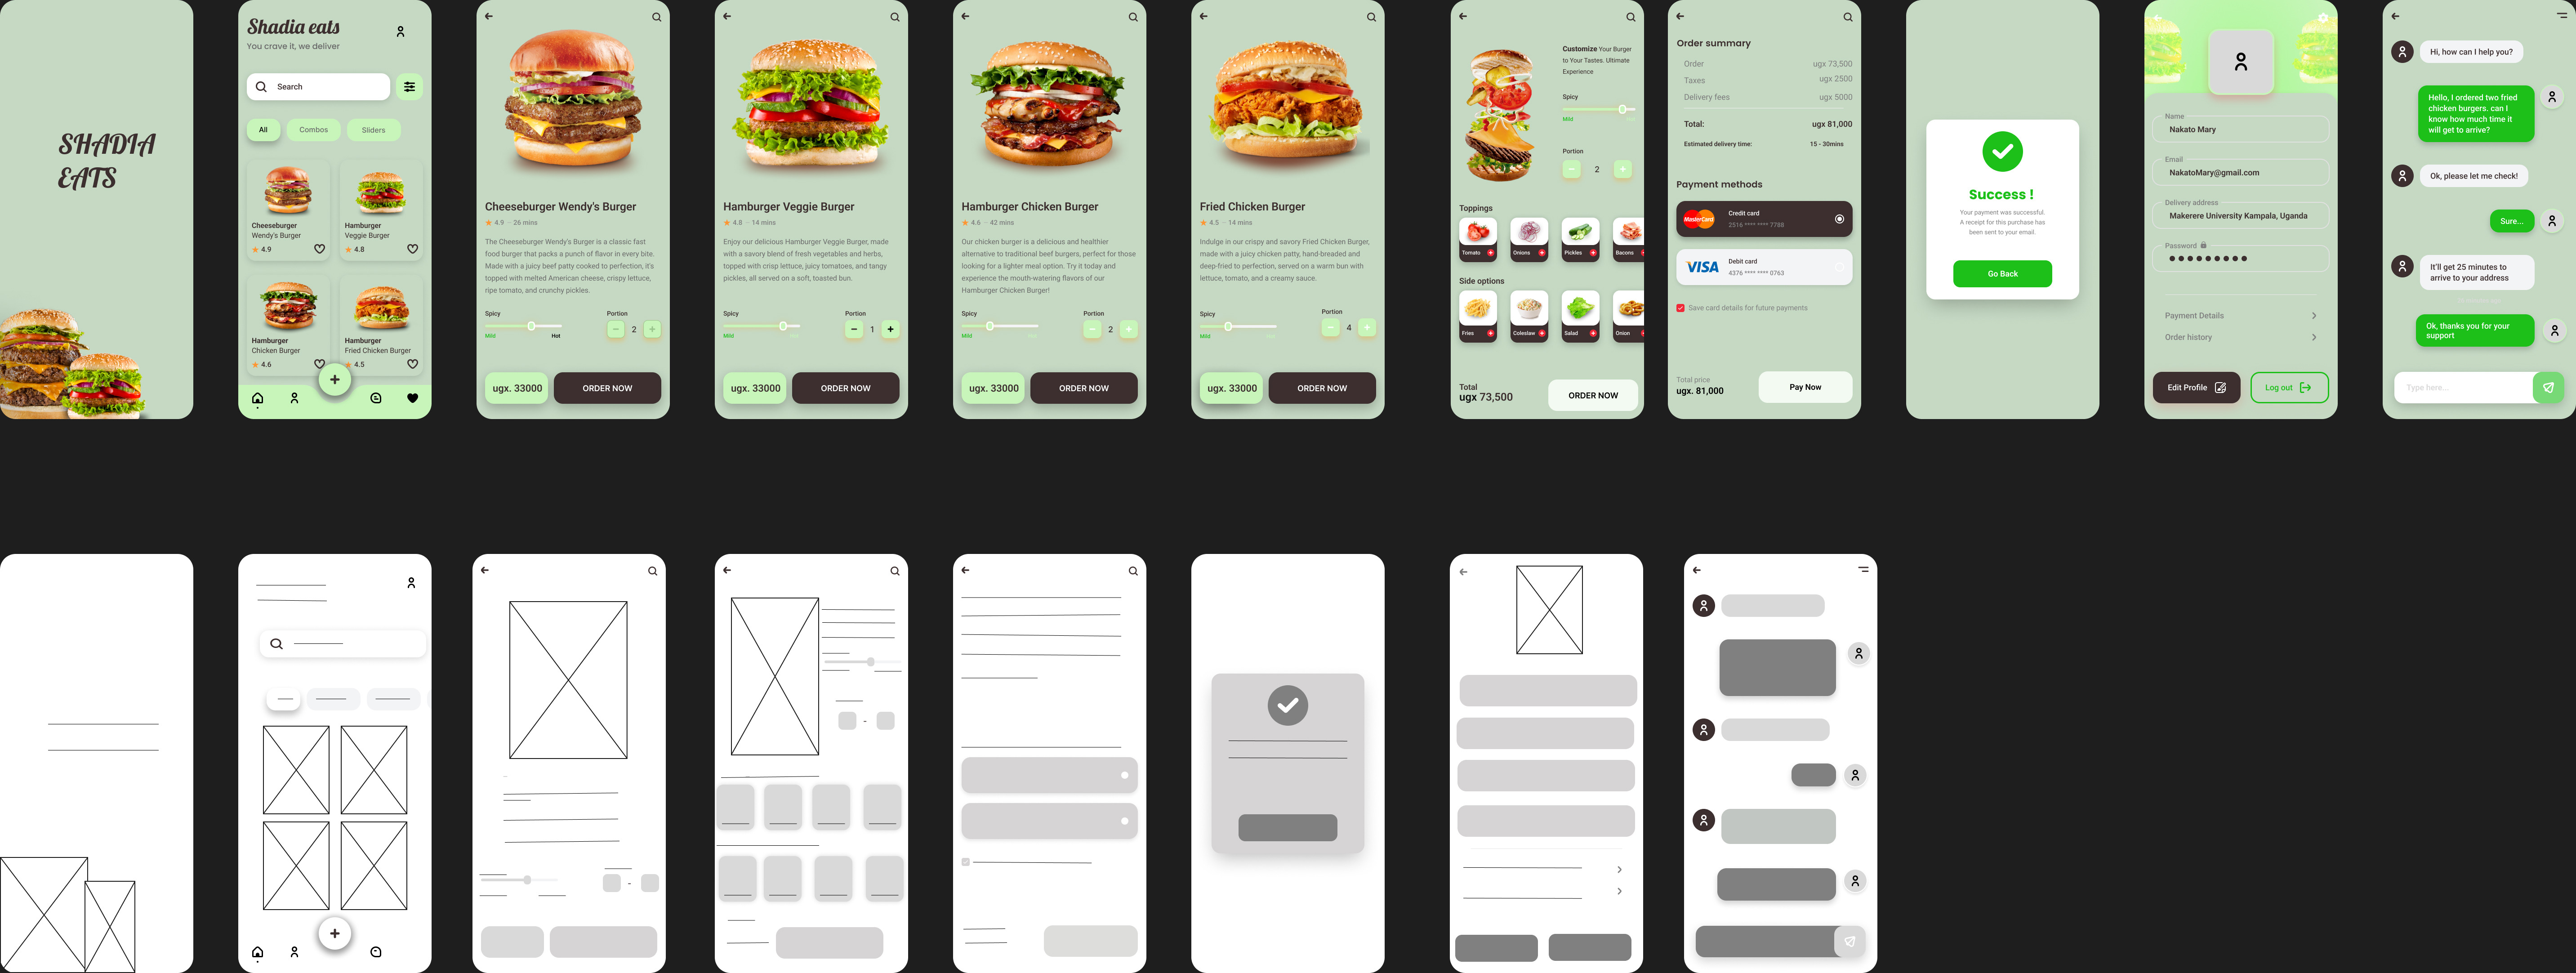 SHADIA
EATS
Shadia eats
You crave it, we deliver
Search
All
Combos
Sliders
Cheeseburger
Wendy's Burger
4.9
Hamburger
Veggie Burger
4.8
Hamburger
Chicken Burger
4.6
Hamburger
Fried Chicken Burger
4.5
Cheeseburger Wendy's Burger
4.9 - 26 mins
The Cheeseburger Wendy's Burger is a classic fast
food burger that packs a punch of flavor in every bite.
Made with a juicy beef patty cooked to perfection, it's
topped with melted American cheese, crispy lettuce,
ripe tomato, and crunchy pickles.
Spicy
Mild
Hot
Portion
2
ugx. 33000
ORDER NOW
Hamburger Veggie Burger
4.8 - 14 mins
Enjoy our delicious Hamburger Veggie Burger, made
with a savory blend of fresh vegetables and herbs,
topped with crisp lettuce, juicy tomatoes, and tangy
pickles, all served on a soft, toasted bun.
Spicy
Mild
Portion
1
ugx. 33000
ORDER NOW
Hamburger Chicken Burger
4.6 - 42 mins
Our chicken burger is a delicious and healthier
alternative to traditional beef burgers, perfect for those
looking for a lighter meal option. Try it today and
experience the mouth-watering flavors of our
Hamburger Chicken Burger!
Spicy
Mild
Portion
2
ugx. 33000
ORDER NOW
Fried Chicken Burger
4.5 - 14 mins
Indulge in our crispy and savory Fried Chicken Burger,
made with a juicy chicken patty, hand-breaded and
deep-fried to perfection, served on a warm bun with
lettuce, tomato, and a creamy sauce.
Spicy
Mild
Portion
4
ugx. 33000
ORDER NOW
Customize Your Burger
to Your Tastes. Ultimate
Experience
Spicy
Mild
Portion
2
Toppings
Tomato
Onions
Pickles
Bacons
Side options
Fries
Coleslaw
Salad
Onion
Total
ugx 73,500
ORDER NOW
Order summary
Order ugx 73,500
Taxes ugx 2500
Delivery fees ugx 5000
Total: ugx 81,000
Estimated delivery time: 15 - 30mins
Payment methods
MasterCard
Credit card
2516 **** **** 7788
VISA
Debit card
4376 **** **** 0763
Save card details for future payments
Total price
ugx. 81,000
Pay Now
Success !
Your payment was successful.
A receipt for this purchase has
been sent to your email.
Go Back
Name
Nakato Mary
Email
NakatoMary@gmail.com
Delivery address
Makerere University Kampala, Uganda
Password
Payment Details
Order history
Edit Profile
Log out
Hi, how can I help you?
Hello, I ordered two fried
chicken burgers. can I
know how much time it
will get to arrive?
Ok, please let me check!
Sure...
It'll get 25 minutes to
arrive to your address
Ok, thanks you for your
support
Type here...